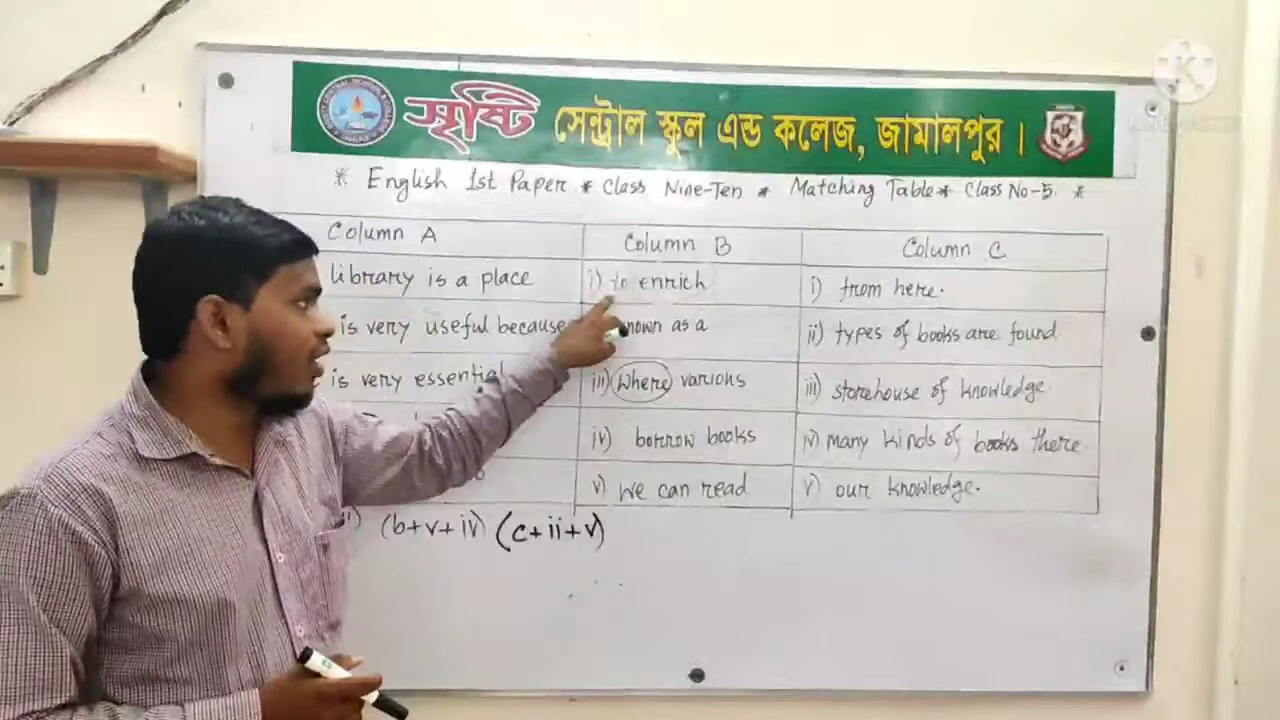 সৃষ্টি সেন্ট্রাল স্কুল এন্ড কলেজ, জামালপুর।
* English 1st Paper * Class Nine-Ten * Matching Table * Class No-5. *
Column A Column B Column C
library is a place i) to enrich i) from here.
is very useful because known as a ii) types of books are found
is very essential iii) where various iii) storehouse of knowledge
iv) borrow books iv) many kinds of books there.
v) we can read v) our knowledge.
(b+v+iv) (c+ii+v)